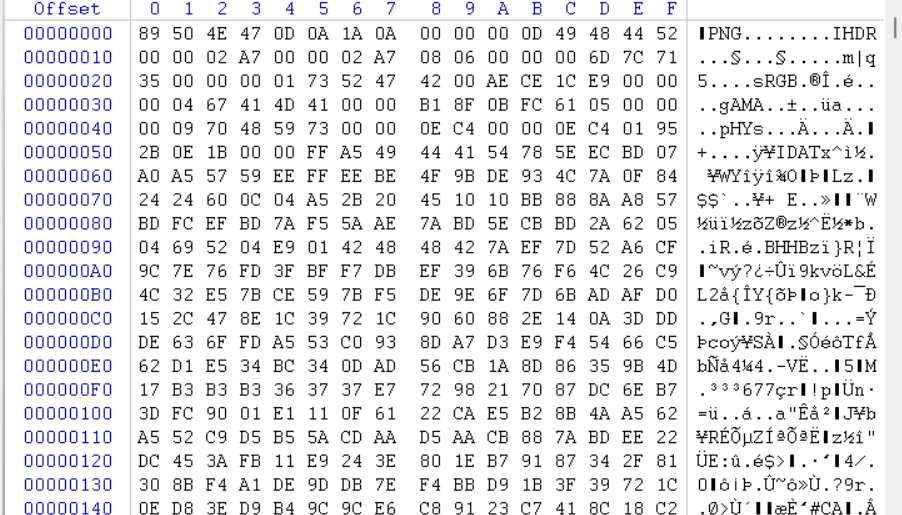 Offset 0 1 2 3 4 5 6 7 8 9 A B C D E F
00000000 89 50 4E 47 0D 0A 1A 0A 00 00 00 0D 49 48 44 52 ▌PNG........IHDR
00000010 00 00 02 A7 00 00 02 A7 08 06 00 00 00 6D 7C 71 ...§...§.....m|q
00000020 35 00 00 00 01 73 52 47 42 00 AE CE 1C E9 00 00 5....sRGB.®Î.é..
00000030 00 04 67 41 4D 41 00 00 B1 8F 0B FC 61 05 00 00 ..gAMA..±..üa...
00000040 00 09 70 48 59 73 00 00 0E C4 00 00 0E C4 01 95 ..pHYs...Ä...Ä.▌
00000050 2B 0E 1B 00 00 FF A5 49 44 41 54 78 5E EC BD 07 +....ÿ¥IDATx^ì½.
00000060 A0 A5 57 59 EE FF EE BE 4F 9B DE 93 4C 7A 0F 84 ¥WYîÿî¾O▌Þ▌Lz.▌
00000070 24 24 60 0C 04 A5 2B 20 45 10 10 BB 88 8A A8 57 $$`..¥+ E..»▌▌¨W
00000080 BD FC EF BD 7A F5 5A AE 7A BD 5E CB BD 2A 62 05 ½üï½zõZ®z½^Ë½*b.
00000090 04 69 52 04 E9 01 42 48 48 42 7A EF 7D 52 A6 CF .iR.é.BHHBzï}R¦Ï
000000A0 9C 7E 76 FD 3F BF F7 DB EF 39 6B 76 F6 4C 26 C9 ▌~vý?¿÷Ûï9kvöL&É
000000B0 4C 32 E5 7B CE 59 7B F5 DE 9E 6F 7D 6B AD AF D0 L2å{ÎY{õÞ▌o}k-¯Ð
000000C0 15 2C 47 8E 1C 39 72 1C 90 60 88 2E 14 0A 3D DD .,G▌.9r..`▌...=Ý
000000D0 DE 63 6F FD A5 53 C0 93 8D A7 D3 E9 F4 54 66 C5 Þcoý¥SÀ▌.§ÓéôTfÅ
000000E0 62 D1 E5 34 BC 34 0D AD 56 CB 1A 8D 86 35 9B 4D bÑå4¼4.-VË..▌5▌M
000000F0 17 B3 B3 B3 36 37 37 E7 72 98 21 70 87 DC 6E B7 .³³³677çr▌!p▌Ün·
00000100 3D FC 90 01 E1 11 0F 61 22 CA E5 B2 8B 4A A5 62 =ü..á..a"Êå²▌J¥b
00000110 A5 52 C9 D5 B5 5A CD AA D5 AA CB 88 7A BD EE 22 ¥RÉÕµZÍªÕªË▌z½î"
00000120 DC 45 3A FB 11 E9 24 3E 80 1E B7 91 87 34 2F 81 ÜE:û.é$>▌.·‘▌4/.
00000130 30 8B F4 A1 DE 9D DB 7E F4 BB D9 1B 3F 39 72 1C 0▌ô¡Þ.Û~ô»Ù.?9r.
00000140 0E D8 3E D9 B4 9C 9C E6 C8 91 23 C7 41 8C 18 C2 .Ø>Ù´▌▌æÈ‘#ÇA▌.Â